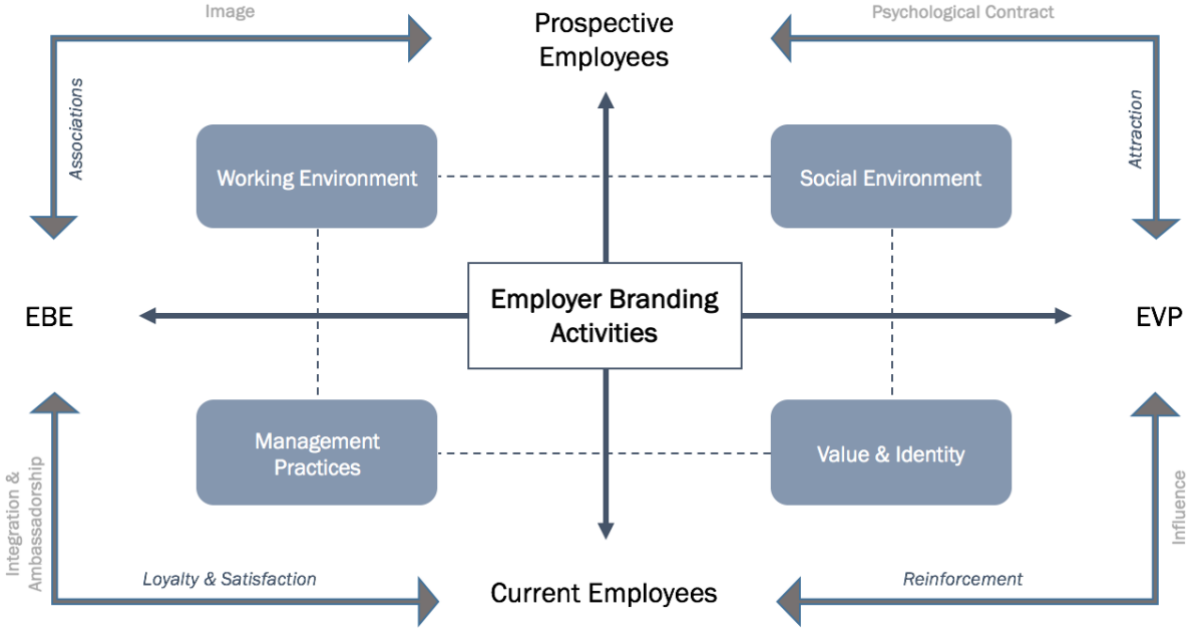 Image
Prospective
Employees
Psychological Contract
Associations
Attraction
Working Environment
Social Environment
EBE
Employer Branding
Activities
EVP
Management
Practices
Value & Identity
Integration &
Ambassadorship
Influence
Loyalty & Satisfaction
Current Employees
Reinforcement